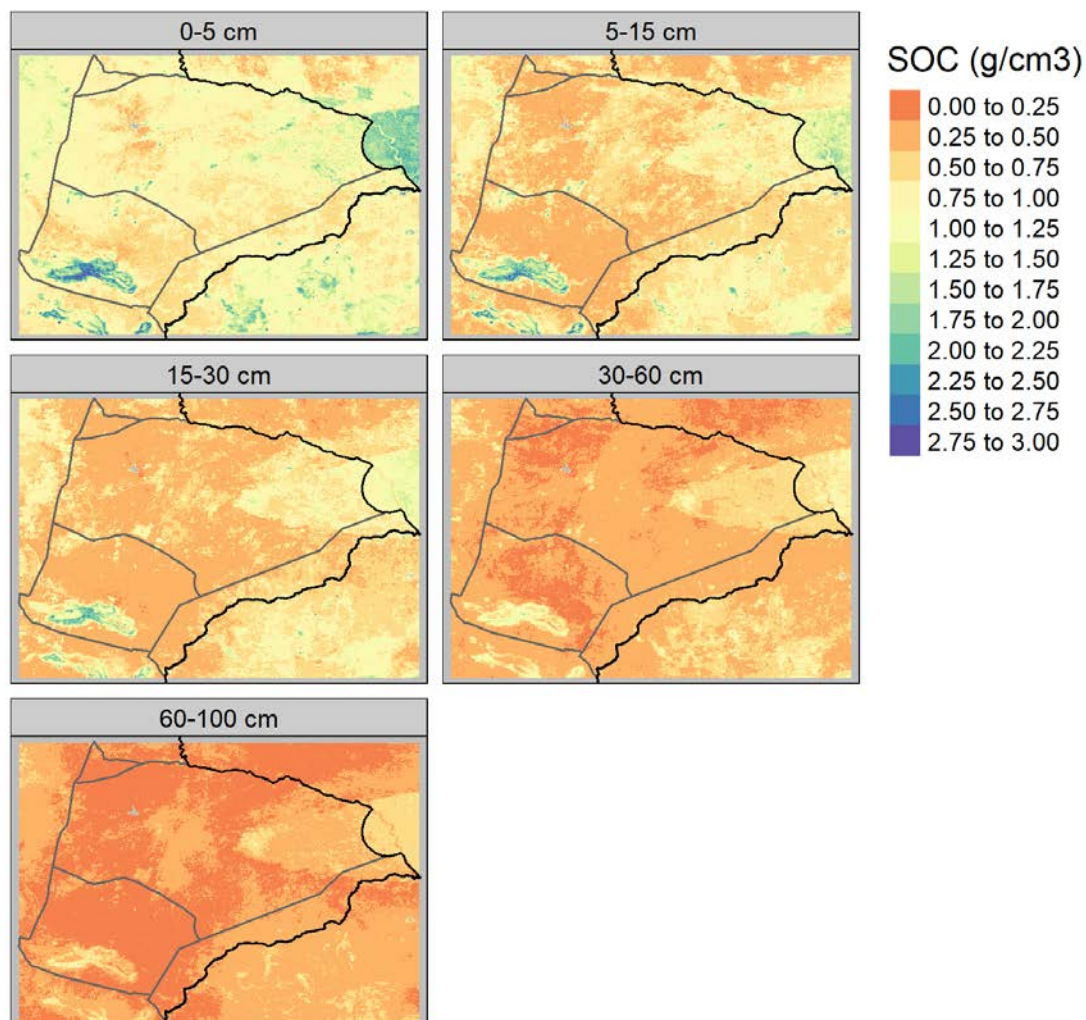 0-5 cm
5-15 cm
SOC (g/cm3)
0.00 to 0.25
0.25 to 0.50
0.50 to 0.75
0.75 to 1.00
1.00 to 1.25
1.25 to 1.50
1.50 to 1.75
1.75 to 2.00
2.00 to 2.25
2.25 to 2.50
2.50 to 2.75
2.75 to 3.00
15-30 cm
30-60 cm
60-100 cm